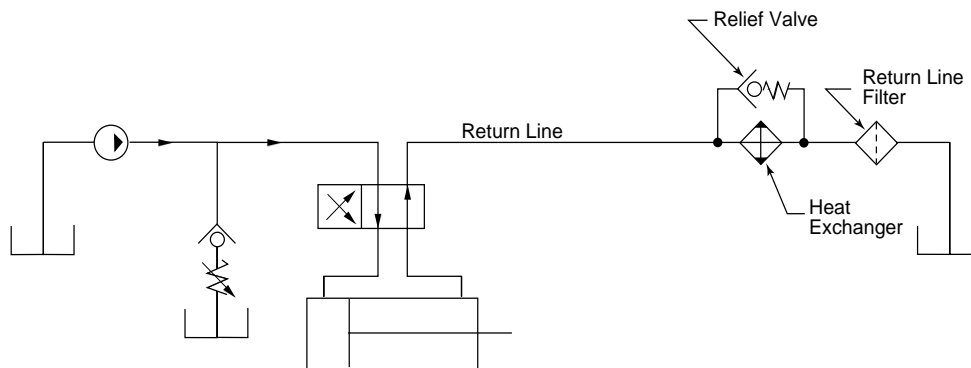 Relief Valve
Return Line
Filter
Return Line
Heat
Exchanger